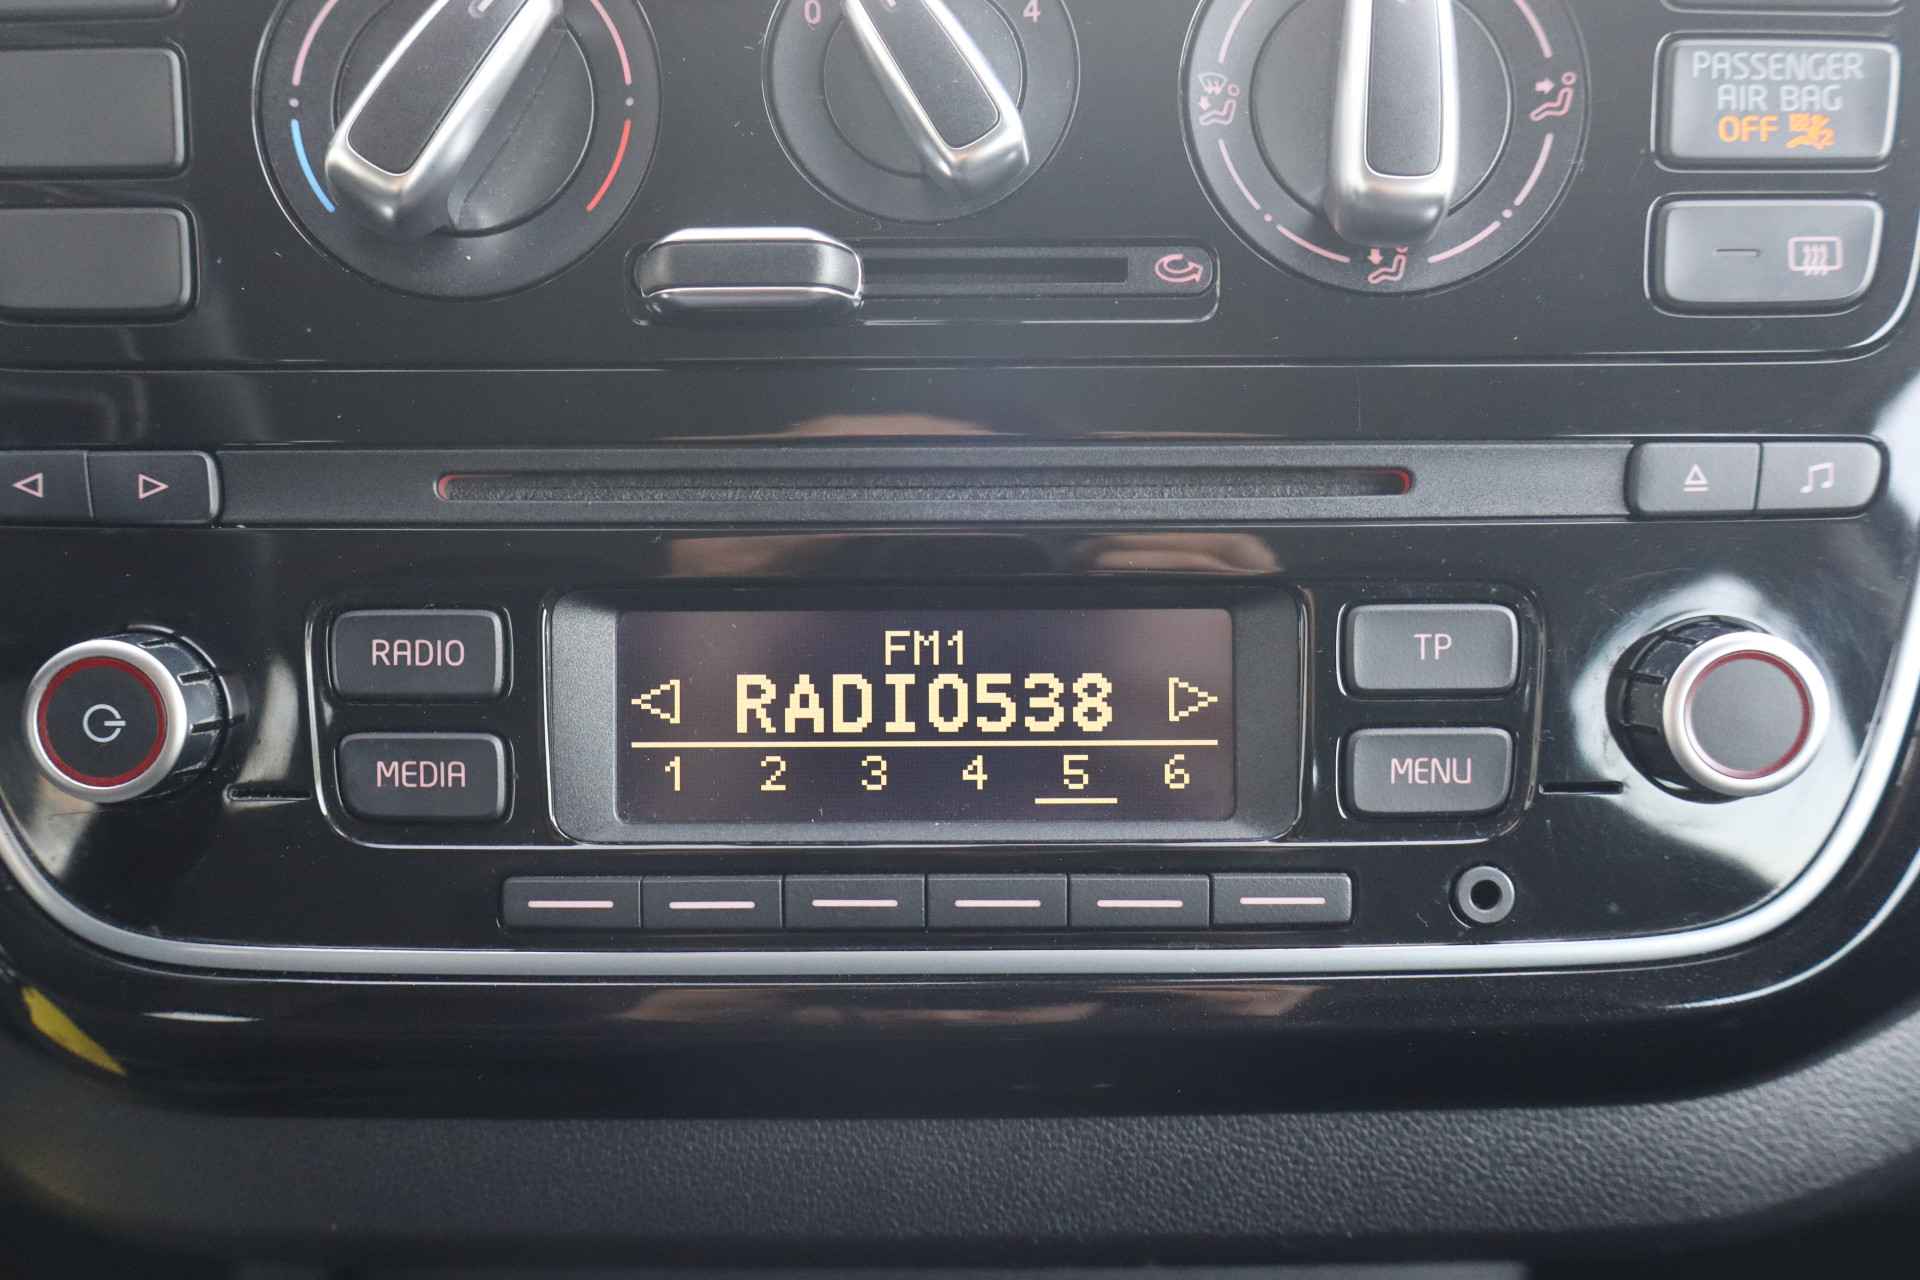 0 4
PASSENGER
AIR BAG
OFF
RADIO
MEDIA
FM1
RADIO538
1 2 3 4 5 6
TP
MENU